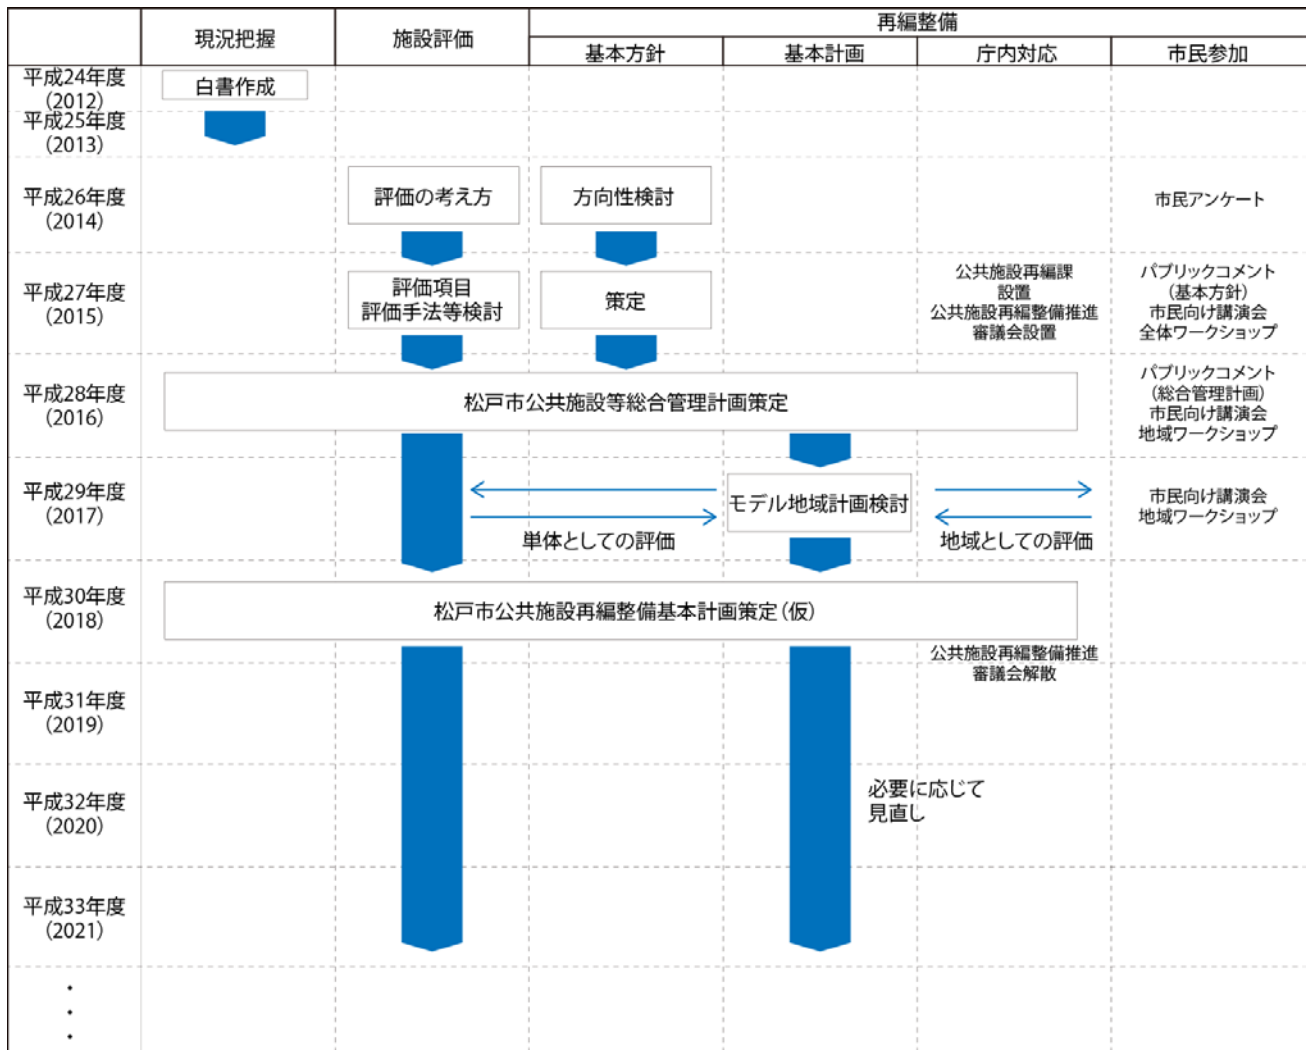 現況把握
施設評価
再編整備
基本方針
基本計画
庁内対応
市民参加
平成24年度
(2012)
白書作成
平成25年度
(2013)
平成26年度
(2014)
評価の考え方
方向性検討
市民アンケート
平成27年度
(2015)
評価項目
評価手法等検討
策定
公共施設再編課
設置
公共施設再編整備推進
審議会設置
パブリックコメント
(基本方針)
市民向け講演会
全体ワークショップ
平成28年度
(2016)
松戸市公共施設等総合管理計画策定
パブリックコメント
(総合管理計画)
市民向け講演会
地域ワークショップ
平成29年度
(2017)
モデル地域計画検討
単体としての評価
地域としての評価
市民向け講演会
地域ワークショップ
平成30年度
(2018)
松戸市公共施設再編整備基本計画策定(仮)
公共施設再編整備推進
審議会解散
平成31年度
(2019)
平成32年度
(2020)
必要に応じて
見直し
平成33年度
(2021)
・
・
・